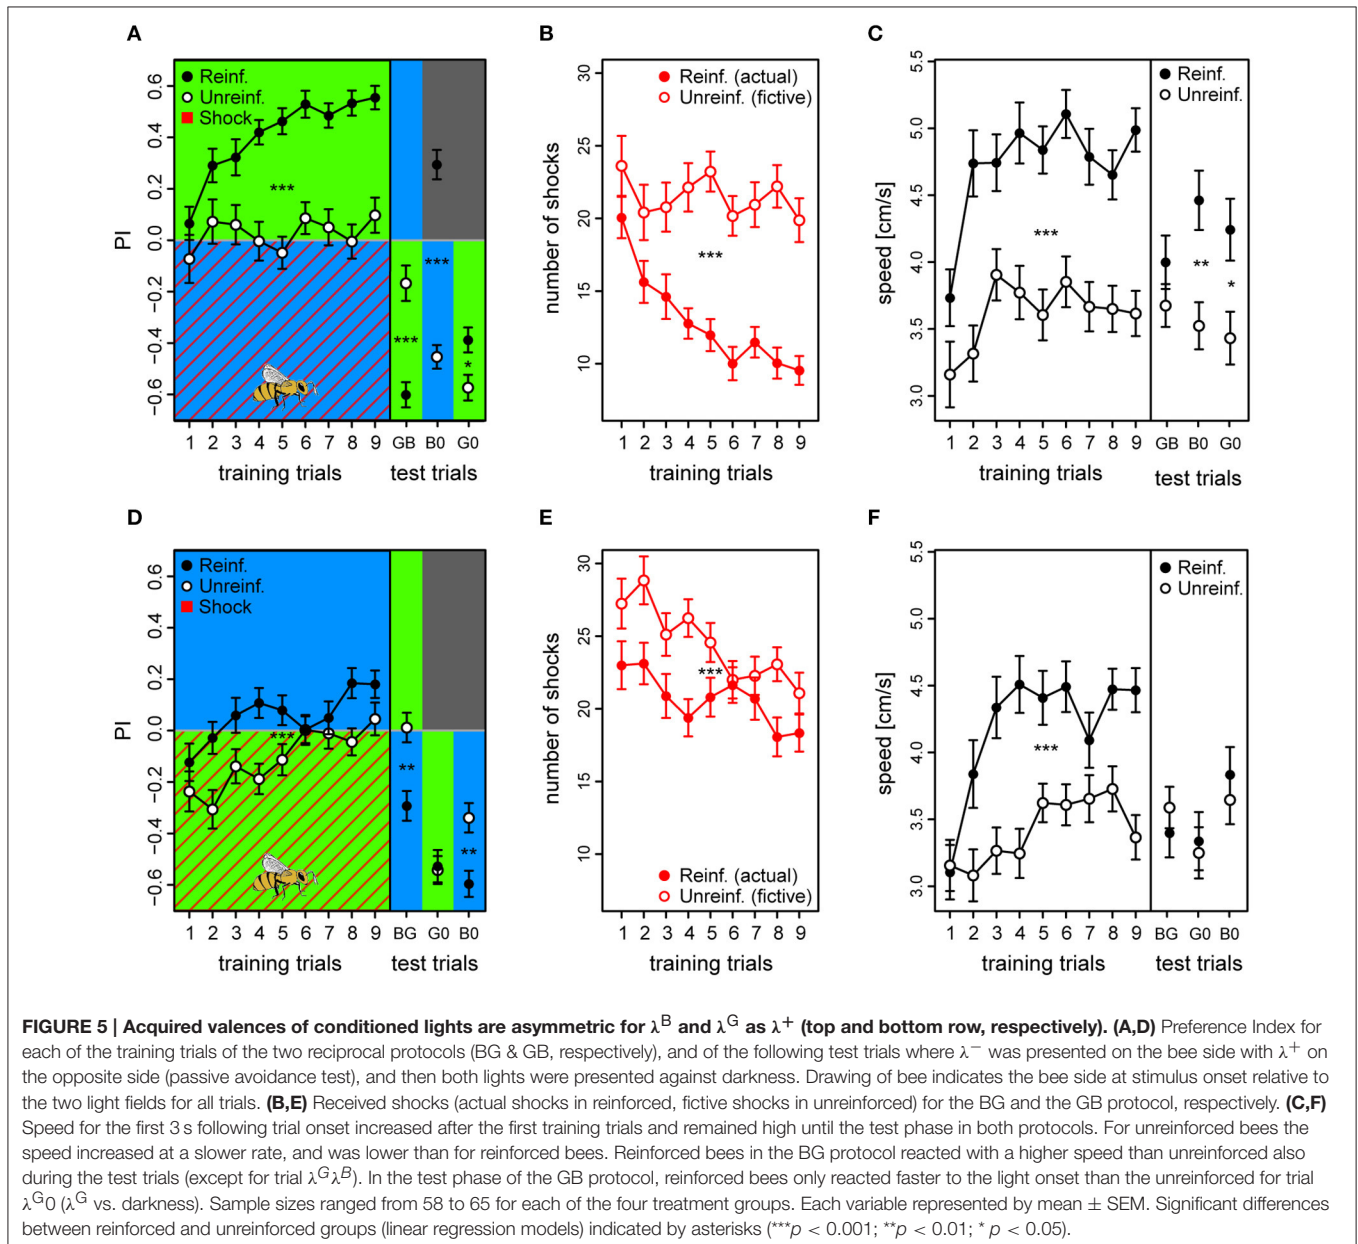 A
B
C
0.6
0.4
0.2
0.0
−0.2
−0.4
−0.6
PI
Reinf.
Unreinf.
Shock
***
***
***
*
1 2 3 4 5 6 7 8 9 GB B0 G0
training trials test trials
30
25
20
15
10
number of shocks
Reinf. (actual)
Unreinf. (fictive)
***
1 2 3 4 5 6 7 8 9
training trials
5.5
5.0
4.5
4.0
3.5
3.0
speed [cm/s]
Reinf.
Unreinf.
***
**
*
1 2 3 4 5 6 7 8 9 GB B0 G0
training trials test trials
D
E
F
0.6
0.4
0.2
0.0
−0.2
−0.4
−0.6
PI
Reinf.
Unreinf.
Shock
***
**
**
1 2 3 4 5 6 7 8 9 BG G0 B0
training trials test trials
30
25
20
15
10
number of shocks
***
Reinf. (actual)
Unreinf. (fictive)
1 2 3 4 5 6 7 8 9
training trials
5.5
5.0
4.5
4.0
3.5
3.0
speed [cm/s]
Reinf.
Unreinf.
***
1 2 3 4 5 6 7 8 9 BG G0 B0
training trials test trials
FIGURE 5 | Acquired valences of conditioned lights are asymmetric for λᴮ and λᴳ as λ⁺ (top and bottom row, respectively). (A,D) Preference Index for
each of the training trials of the two reciprocal protocols (BG & GB, respectively), and of the following test trials where λ⁻ was presented on the bee side with λ⁺ on
the opposite side (passive avoidance test), and then both lights were presented against darkness. Drawing of bee indicates the bee side at stimulus onset relative to
the two light fields for all trials. (B,E) Received shocks (actual shocks in reinforced, fictive shocks in unreinforced) for the BG and the GB protocol, respectively. (C,F)
Speed for the first 3 s following trial onset increased after the first training trials and remained high until the test phase in both protocols. For unreinforced bees the
speed increased at a slower rate, and was lower than for reinforced bees. Reinforced bees in the BG protocol reacted with a higher speed than unreinforced also
during the test trials (except for trial λᴳλᴮ). In the test phase of the GB protocol, reinforced bees only reacted faster to the light onset than the unreinforced for trial
λᴳ0 (λᴳ vs. darkness). Sample sizes ranged from 58 to 65 for each of the four treatment groups. Each variable represented by mean ± SEM. Significant differences
between reinforced and unreinforced groups (linear regression models) indicated by asterisks (***p < 0.001; **p < 0.01; * p < 0.05).